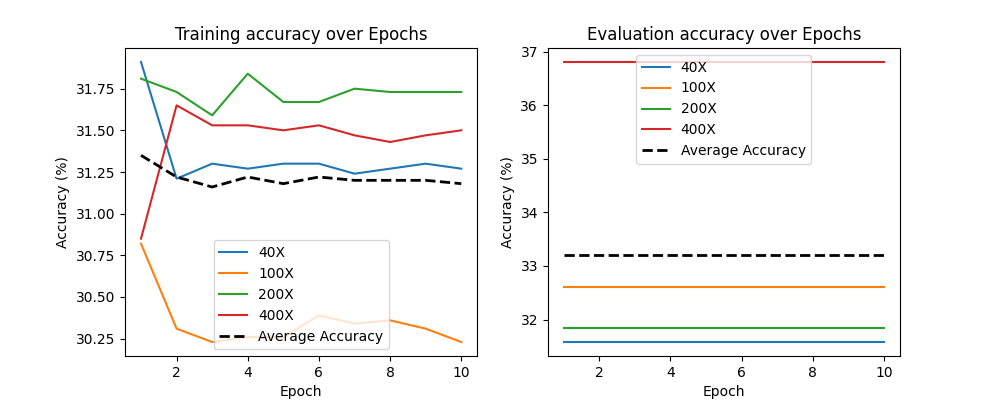 Training accuracy over Epochs
Accuracy (%)
31.75
31.50
31.25
31.00
30.75
30.50
30.25
40X
100X
200X
400X
Average Accuracy
2
4
6
8
10
Epoch
Evaluation accuracy over Epochs
Accuracy (%)
37
36
35
34
33
32
40X
100X
200X
400X
Average Accuracy
2
4
6
8
10
Epoch